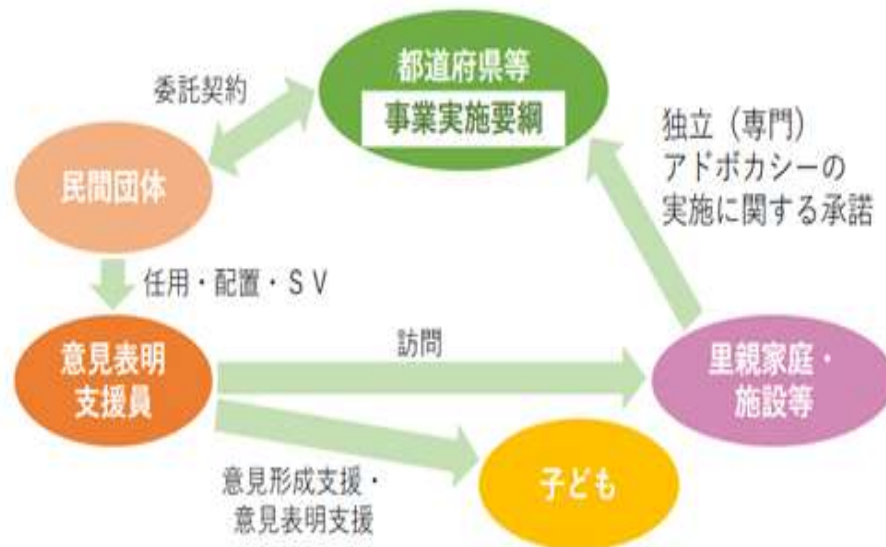 都道府県等
事業実施要綱
委託契約
民間団体
独立（専門）
アドボカシーの
実施に関する承諾
任用・配置・ＳＶ
意見表明
支援員
訪問
里親家庭・
施設等
意見形成支援・
意見表明支援
子ども